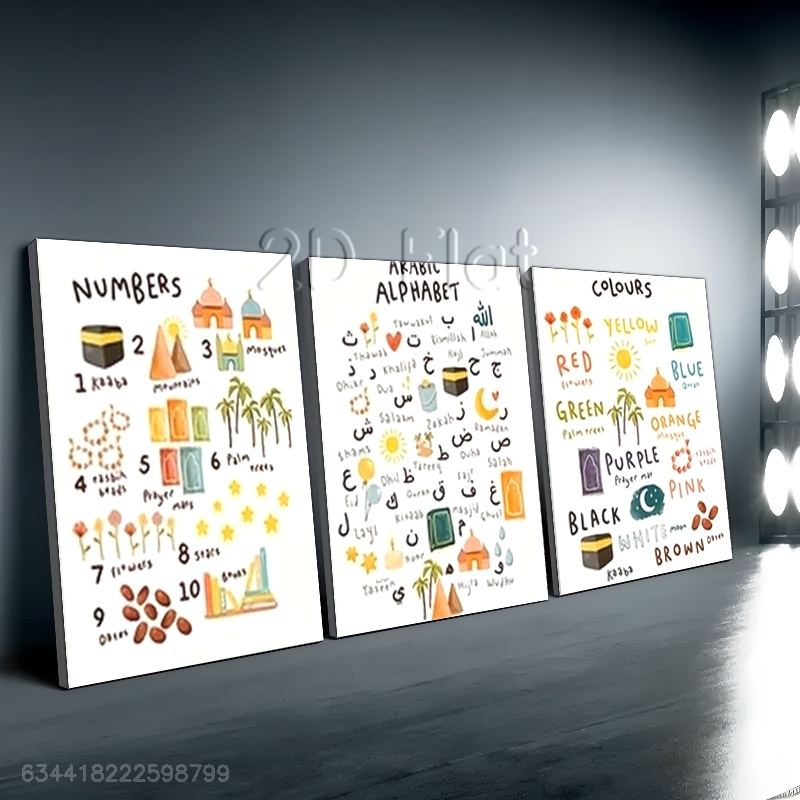 2D
NUMBERS
1 Kaaba
2
mountains
3
Mosques
4 tasbih
beads
5
Prayer
mats
6 Palm
trees
7 Flowers
8 Stars
9
Dates
10
Books
ARABIC
ALPHABET
ث
Thawab
Tawwakul
ب
Bismillah
الله
Allah
ذ
Dhikr
د
Dua
Khalifa
خ
Hajj
ح
Jummah
ج
س
Salaam
Zakah
ز
Ramadan
ر
ش
Shams
Tareeq
ط
Duha
ض
Salah
ص
ع
Eid
Dhil
ظ
Quran
ق
ف
غ
Ghusl
ل
Layl
ك
Kitaab
ن
noor
masjid
م
Yaseen
ي
Hijra
ه
Wudhu
و
COLOURS
RED
Flowers
YELLOW
Sun
BLUE
Quran
GREEN
Palm trees
ORANGE
Mosque
PURPLE
Prayer mat
tasbih
beads
PINK
BLACK
Kaaba
WHITE
moon
BROWN
Dates
634418222598799